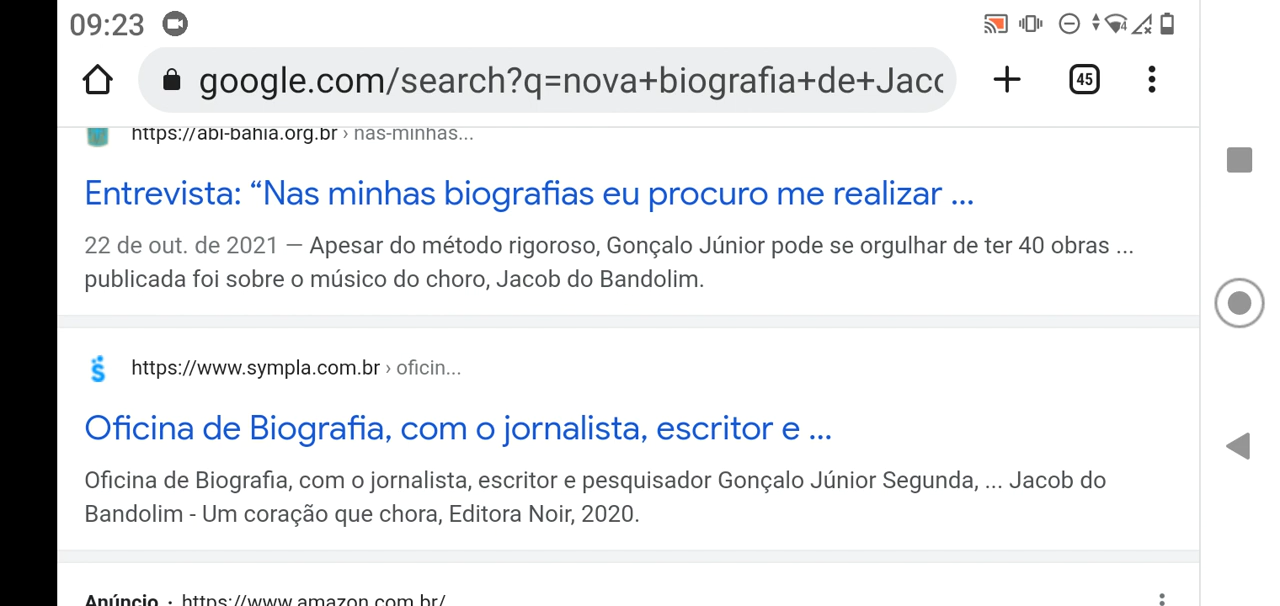 09:23
google.com/search?q=nova+biografia+de+Jaco
45
https://abi-bahia.org.br › nas-minhas...
Entrevista: “Nas minhas biografias eu procuro me realizar ...
22 de out. de 2021 — Apesar do método rigoroso, Gonçalo Júnior pode se orgulhar de ter 40 obras ...
publicada foi sobre o músico do choro, Jacob do Bandolim.
https://www.sympla.com.br › oficin...
Oficina de Biografia, com o jornalista, escritor e ...
Oficina de Biografia, com o jornalista, escritor e pesquisador Gonçalo Júnior Segunda, ... Jacob do
Bandolim - Um coração que chora, Editora Noir, 2020.
Anúncio · https://www.amazon.com.br/